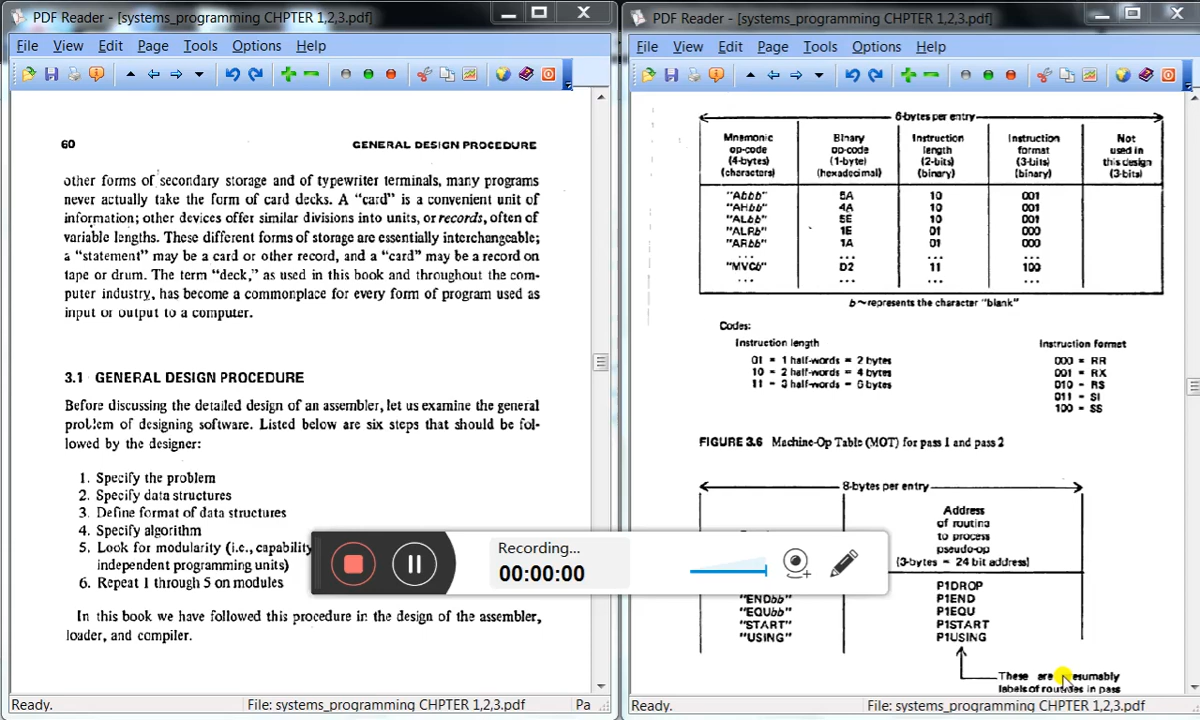 PDF Reader - [systems_programming CHPTER 1,2,3.pdf]
File View Edit Page Tools Options Help
60 GENERAL DESIGN PROCEDURE
other forms of secondary storage and of typewriter terminals, many programs
never actually take the form of card decks. A “card” is a convenient unit of
information; other devices offer similar divisions into units, or records, often of
variable lengths. These different forms of storage are essentially interchangeable;
a “statement” may be a card or other record, and a “card” may be a record on
tape or drum. The term “deck,” as used in this book and throughout the com-
puter industry, has become a commonplace for every form of program used as
input or output to a computer.
3.1 GENERAL DESIGN PROCEDURE
Before discussing the detailed design of an assembler, let us examine the general
problem of designing software. Listed below are six steps that should be fol-
lowed by the designer:
1. Specify the problem
2. Specify data structures
3. Define format of data structures
4. Specify algorithm
5. Look for modularity (i.e., capability
independent programming units)
6. Repeat 1 through 5 on modules
In this book we have followed this procedure in the design of the assembler,
loader, and compiler.
Ready. File: systems_programming CHPTER 1,2,3.pdf Pa
Recording...
00:00:00
PDF Reader - [systems_programming CHPTER 1,2,3.pdf]
File View Edit Page Tools Options Help
6-bytes per entry
Mnemonic Binary Instruction Instruction Not
op-code op-code length format used in
(4-bytes) (1-byte) (2-bits) (3-bits) this design
(characters) (hexadecimal) (binary) (binary) (3-bits)
"Abbb" 5A 10 001
"AHbb" 4A 10 001
"ALbb" 5E 10 001
"ALRb" 1E 01 000
"ARbb" 1A 01 000
... ... ... ...
"MVCb" D2 11 100
... ... ... ...
b ~ represents the character "blank"
Codes:
Instruction length Instruction format
01 = 1 half-words = 2 bytes 000 = RR
10 = 2 half-words = 4 bytes 001 = RX
11 = 3 half-words = 6 bytes 010 = RS
011 = SI
100 = SS
FIGURE 3.6 Machine-Op Table (MOT) for pass 1 and pass 2
8-bytes per entry
Address
of routine
to process
pseudo-op
(3-bytes = 24 bit address)
P1DROP
"ENDbb" P1END
"EQUbb" P1EQU
"START" P1START
"USING" P1USING
These are presumably
labels of routines in pass
Ready. File: systems_programming CHPTER 1,2,3.pdf